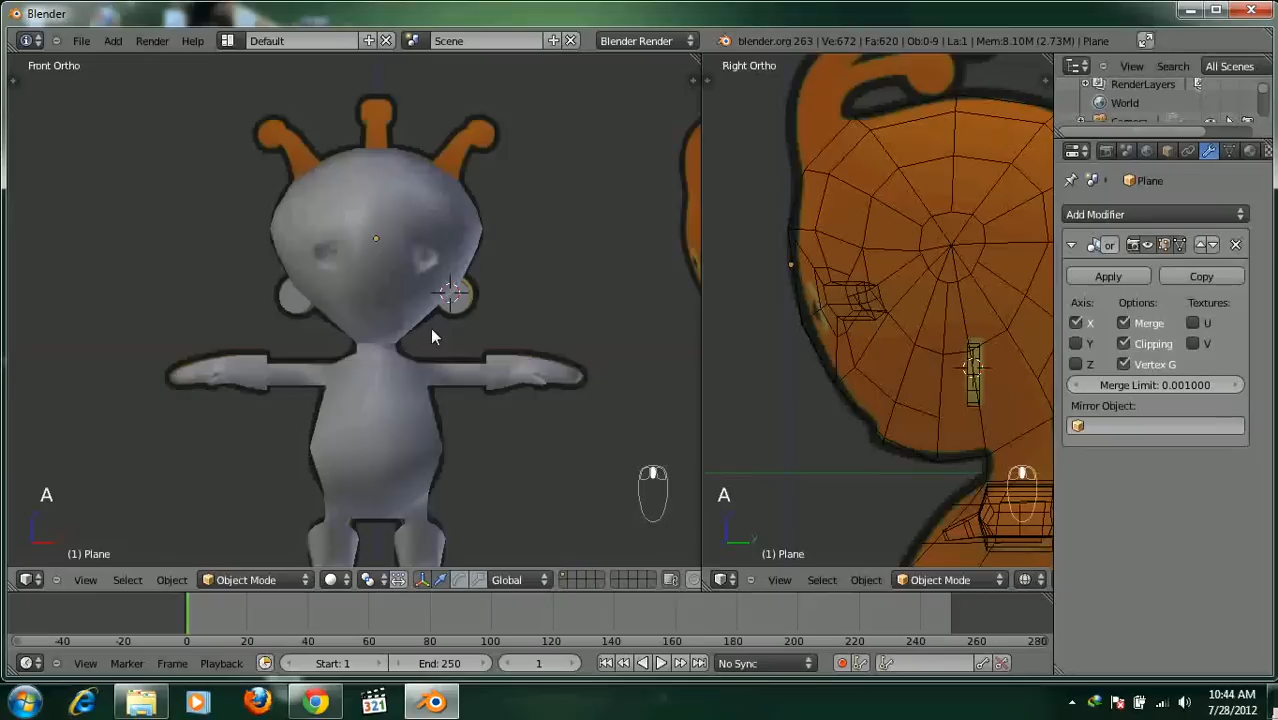 Blender
File Add Render Help Default Scene Blender Render blender.org 263 | Ve:672 | Fa:620 | Ob:0-9 | La:1 | Mem:8.10M (2.73M) | Plane
Front Ortho
Right Ortho
View Search All Scenes
RenderLayers
World
Camera
Plane
Add Modifier
or
Apply Copy
Axis: Options: Textures:
X Merge U
Y Clipping V
Z Vertex G
Merge Limit: 0.001000
Mirror Object:
A
A
(1) Plane
(1) Plane
View Select Object Object Mode Global
View Select Object Object Mode
-40 -20 0 20 40 60 80 100 120 140 160 180 200 220 240 260 280
View Marker Frame Playback Start: 1 End: 250 1 No Sync
321
10:44 AM
7/28/2012